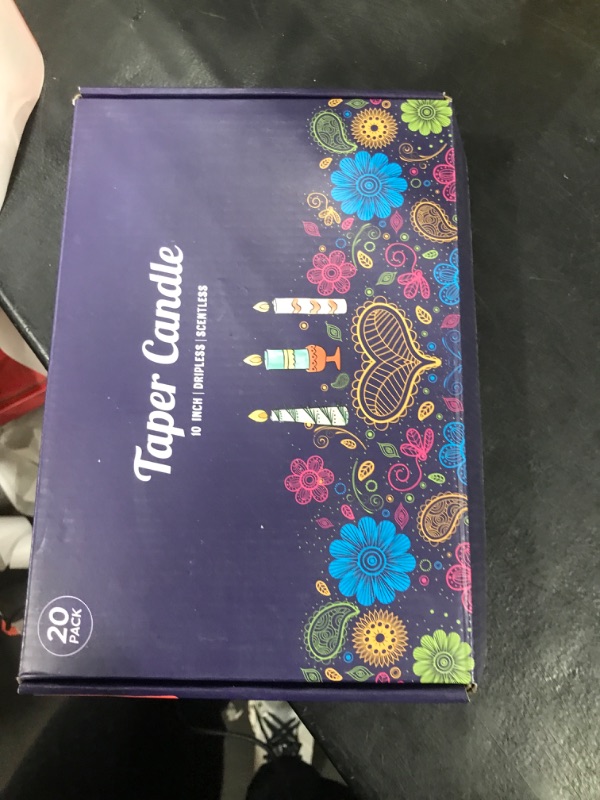 Taper Candle
10 INCH | DRIPLESS | SCENTLESS
20
PACK